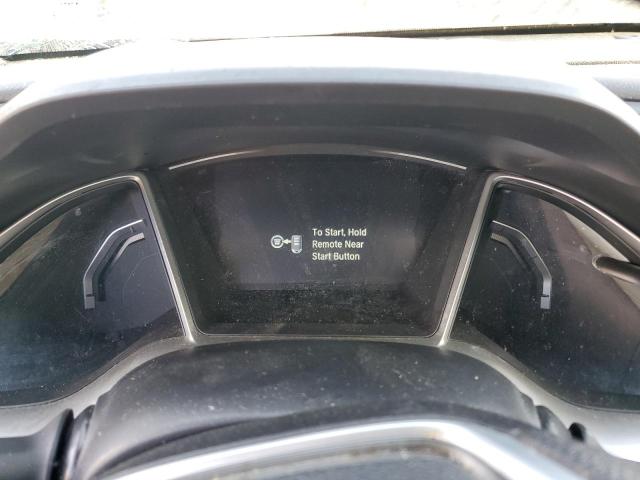 To Start, Hold
Remote Near
Start Button